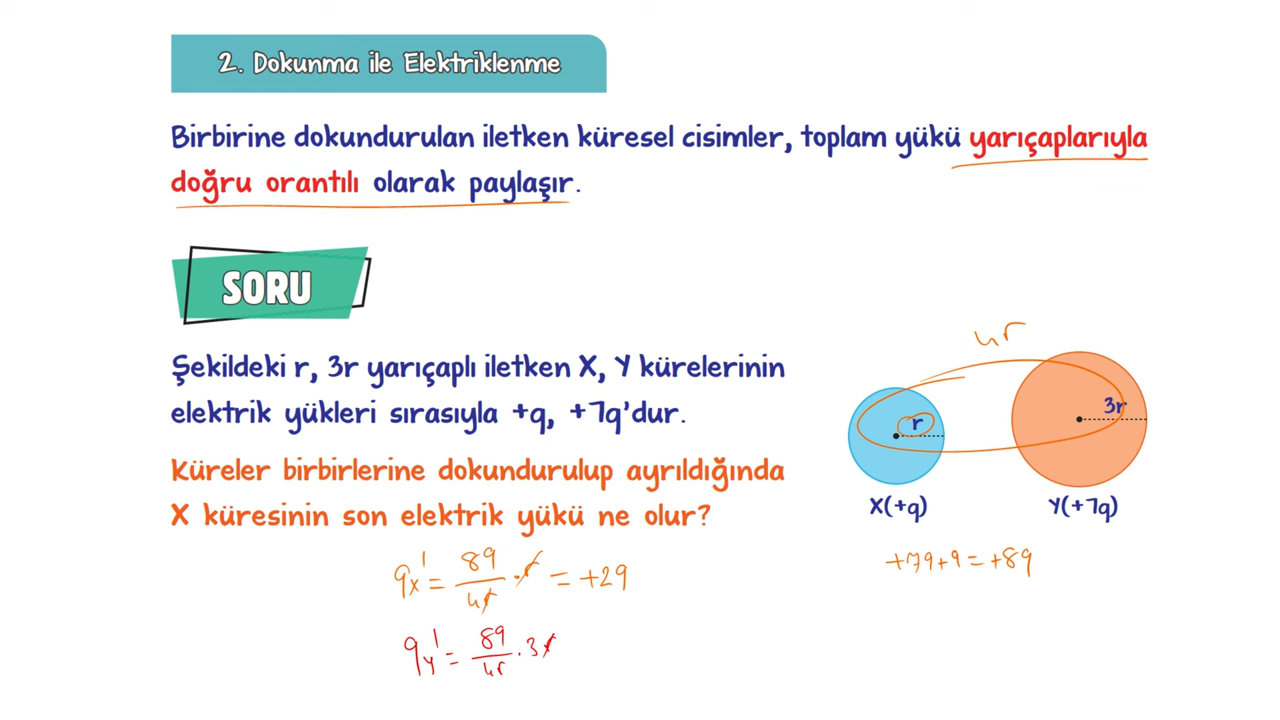 2. Dokunma ile Elektriklenme
Birbirine dokundurulan iletken küresel cisimler, toplam yükü yarıçaplarıyla
doğru orantılı olarak paylaşır.
SORU
Şekildeki r, 3r yarıçaplı iletken X, Y kürelerinin
elektrik yükleri sırasıyla +q, +7q'dur.
Küreler birbirlerine dokundurulup ayrıldığında
X küresinin son elektrik yükü ne olur?
4r
r
3r
X(+q)
Y(+7q)
+7q+q=+8q
qx' = 8q/4r · r = +2q
qy' = 8q/4r · 3r